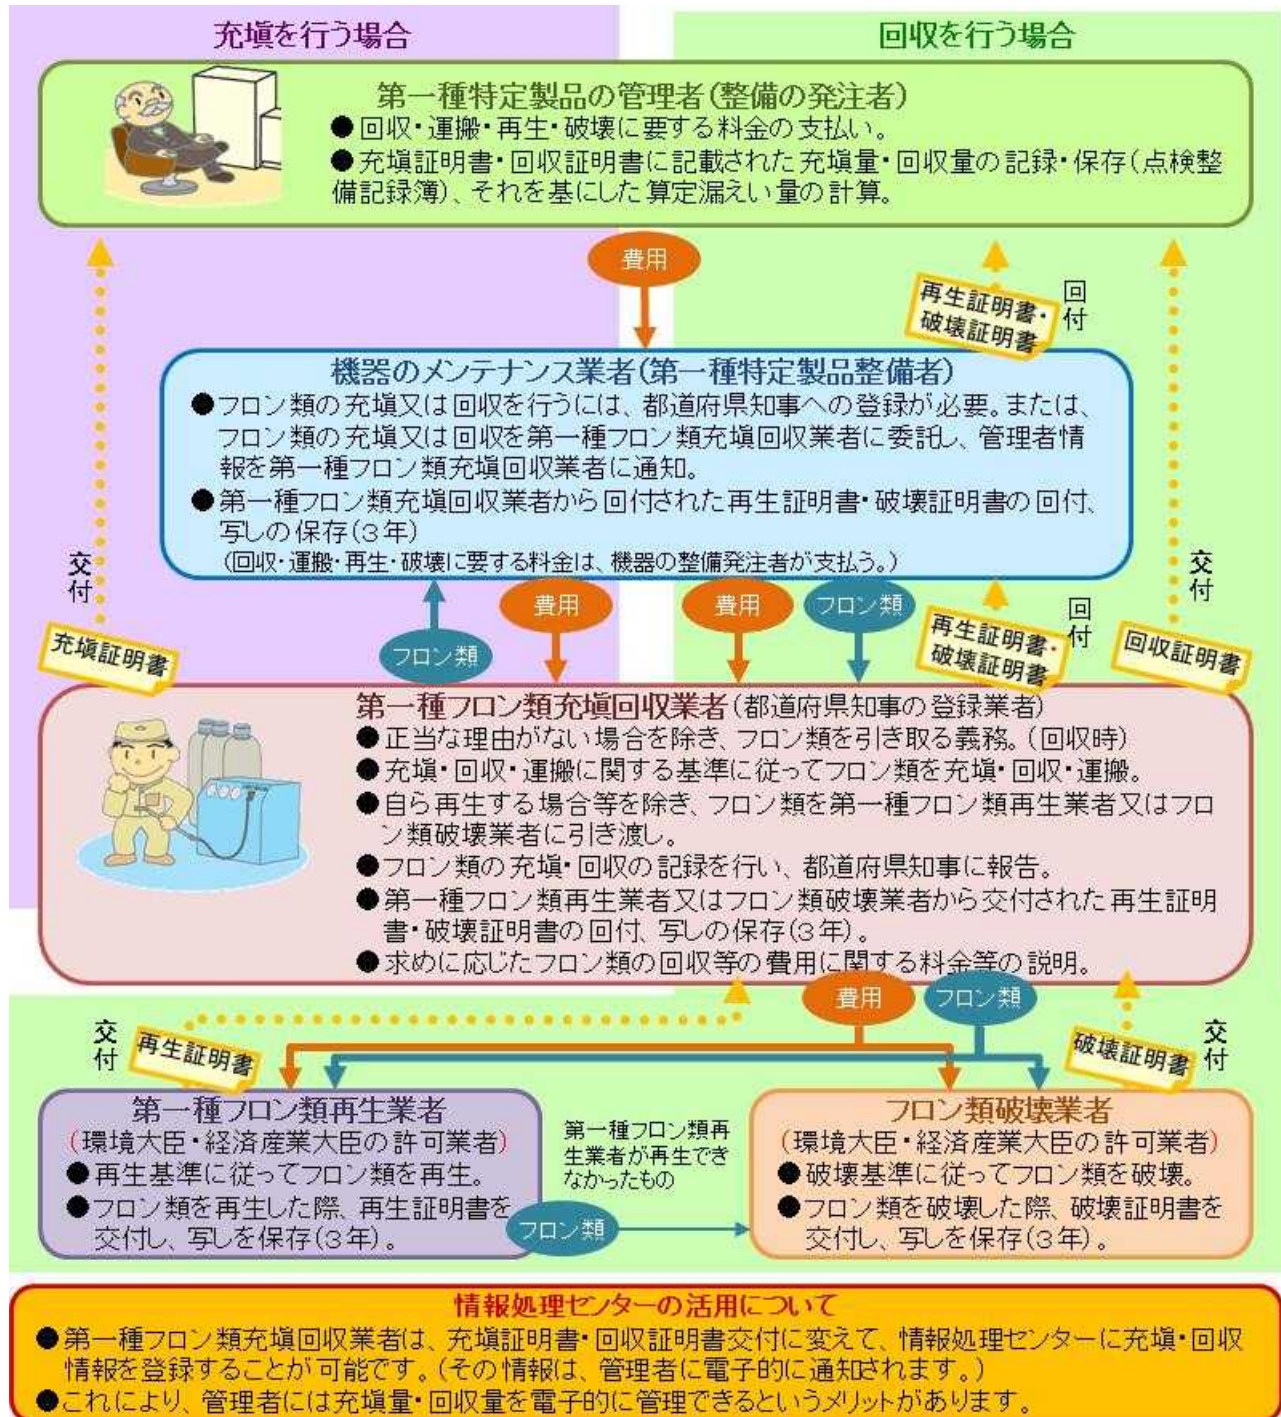 充塡を行う場合
回収を行う場合
第一種特定製品の管理者(整備の発注者)
●回収・運搬・再生・破壊に要する料金の支払い。
●充塡証明書・回収証明書に記載された充塡量・回収量の記録・保存(点検整
備記録簿)、それを基にした算定漏えい量の計算。
費用
再生証明書・
破壊証明書
回付
機器のメンテナンス業者(第一種特定製品整備者)
●フロン類の充塡又は回収を行うには、都道府県知事への登録が必要。または、
フロン類の充塡又は回収を第一種フロン類充塡回収業者に委託し、管理者情
報を第一種フロン類充塡回収業者に通知。
●第一種フロン類充塡回収業者から回付された再生証明書・破壊証明書の回付、
写しの保存(3年)
(回収・運搬・再生・破壊に要する料金は、機器の整備発注者が支払う。)
交付
充塡証明書
フロン類
費用
費用
フロン類
再生証明書・
破壊証明書
回付
交付
回収証明書
第一種フロン類充塡回収業者(都道府県知事の登録業者)
●正当な理由がない場合を除き、フロン類を引き取る義務。(回収時)
●充塡・回収・運搬に関する基準に従ってフロン類を充塡・回収・運搬。
●自ら再生する場合等を除き、フロン類を第一種フロン類再生業者又はフロ
ン類破壊業者に引き渡し。
●フロン類の充塡・回収の記録を行い、都道府県知事に報告。
●第一種フロン類再生業者又はフロン類破壊業者から交付された再生証明
書・破壊証明書の回付、写しの保存(3年)。
●求めに応じたフロン類の回収等の費用に関する料金等の説明。
費用
フロン類
交付
再生証明書
破壊証明書
交付
第一種フロン類再生業者
(環境大臣・経済産業大臣の許可業者)
●再生基準に従ってフロン類を再生。
●フロン類を再生した際、再生証明書を
交付し、写しを保存(3年)。
第一種フロン類再
生業者が再生でき
なかったもの
フロン類
フロン類破壊業者
(環境大臣・経済産業大臣の許可業者)
●破壊基準に従ってフロン類を破壊。
●フロン類を破壊した際、破壊証明書を
交付し、写しを保存(3年)。
情報処理センターの活用について
●第一種フロン類充塡回収業者は、充塡証明書・回収証明書交付に変えて、情報処理センターに充塡・回収
情報を登録することが可能です。(その情報は、管理者に電子的に通知されます。)
●これにより、管理者には充塡量・回収量を電子的に管理できるというメリットがあります。